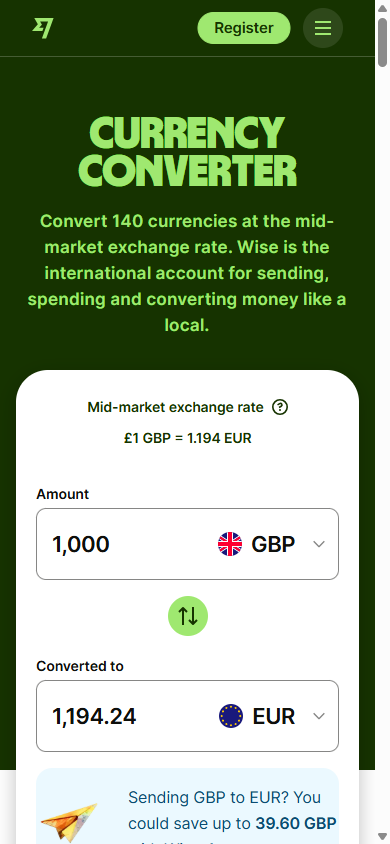 Register
CURRENCY
CONVERTER
Convert 140 currencies at the mid-
market exchange rate. Wise is the
international account for sending,
spending and converting money like a
local.
Mid-market exchange rate
£1 GBP = 1.194 EUR
Amount
1,000 GBP
Converted to
1,194.24 EUR
Sending GBP to EUR? You
could save up to 39.60 GBP